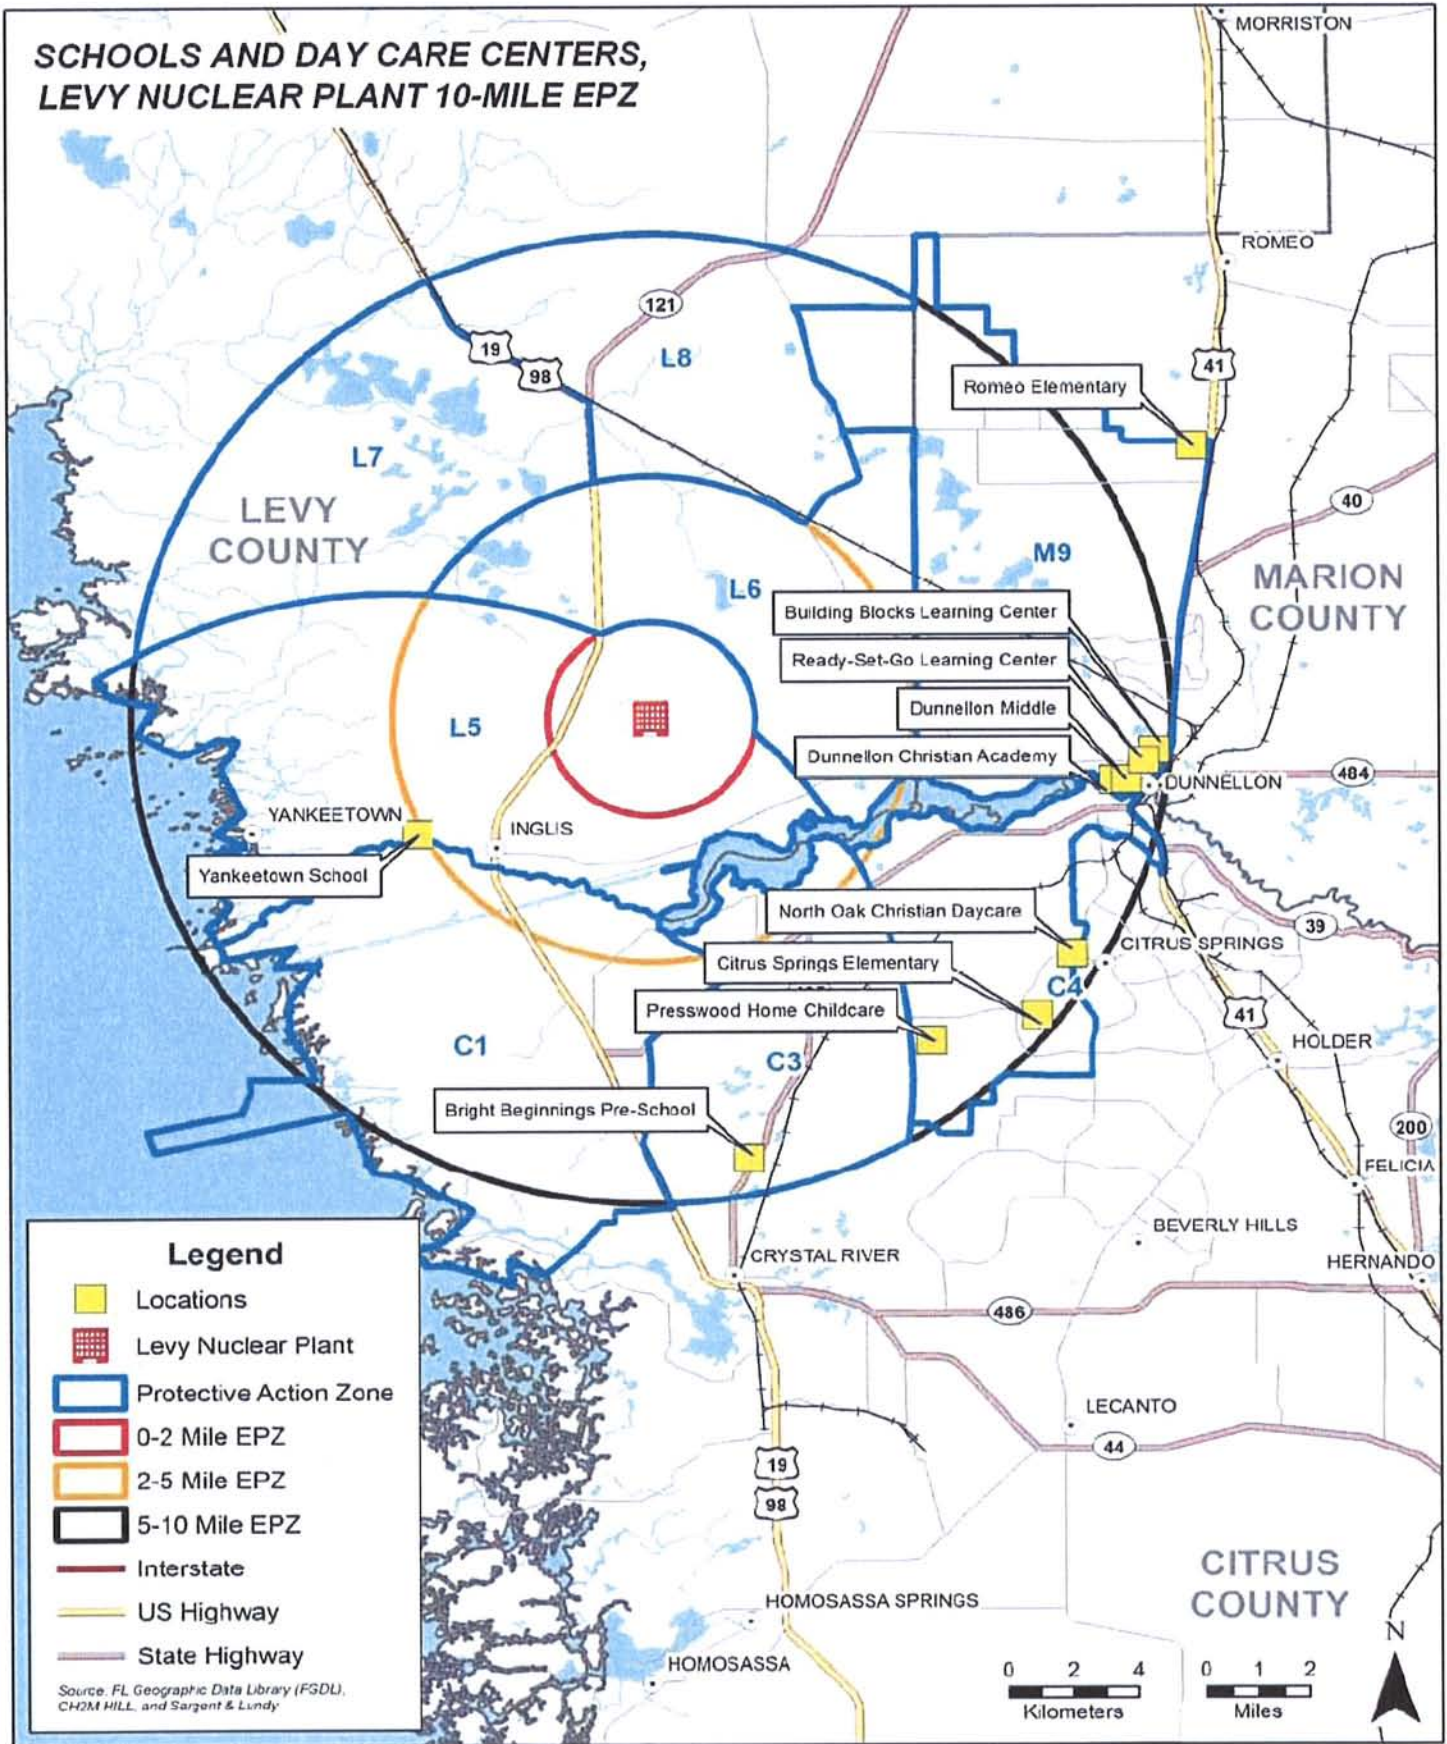 SCHOOLS AND DAY CARE CENTERS,
LEVY NUCLEAR PLANT 10-MILE EPZ
MORRISTON
ROMEO
121
19
98
L8
41
Romeo Elementary
L7
LEVY
COUNTY
40
M9
MARION
COUNTY
L6
Building Blocks Learning Center
Ready-Set-Go Learning Center
Dunnellon Middle
L5
Dunnellon Christian Academy
484
DUNNELLON
YANKEETOWN
INGLIS
Yankeetown School
North Oak Christian Daycare
39
CITRUS SPRINGS
Citrus Springs Elementary
C4
Presswood Home Childcare
41
HOLDER
C1
C3
Bright Beginnings Pre-School
200
FELICIA
BEVERLY HILLS
CRYSTAL RIVER
HERNANDO
486
LECANTO
44
19
98
CITRUS
COUNTY
HOMOSASSA SPRINGS
HOMOSASSA
Legend
Locations
Levy Nuclear Plant
Protective Action Zone
0-2 Mile EPZ
2-5 Mile EPZ
5-10 Mile EPZ
Interstate
US Highway
State Highway
Source: FL Geographic Data Library (FGDL),
CH2M HILL, and Sargent & Lundy
0 2 4
Kilometers
0 1 2
Miles
N